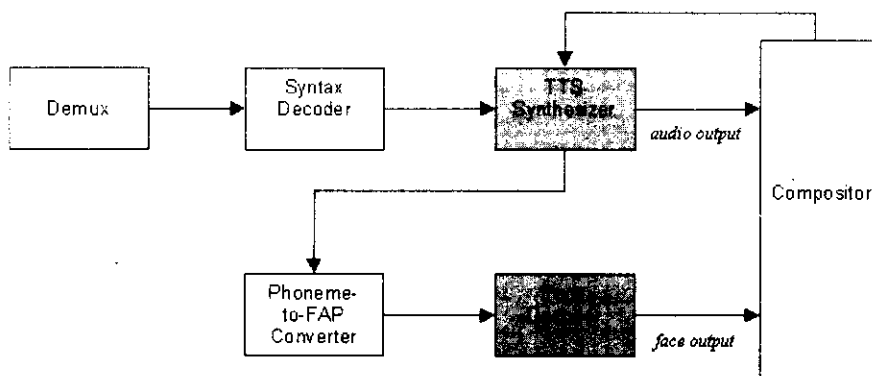 Demux
Syntax
Decoder
TTS
Synthesizer
audio output
Compositor
Phoneme-
to-FAP
Converter
face output